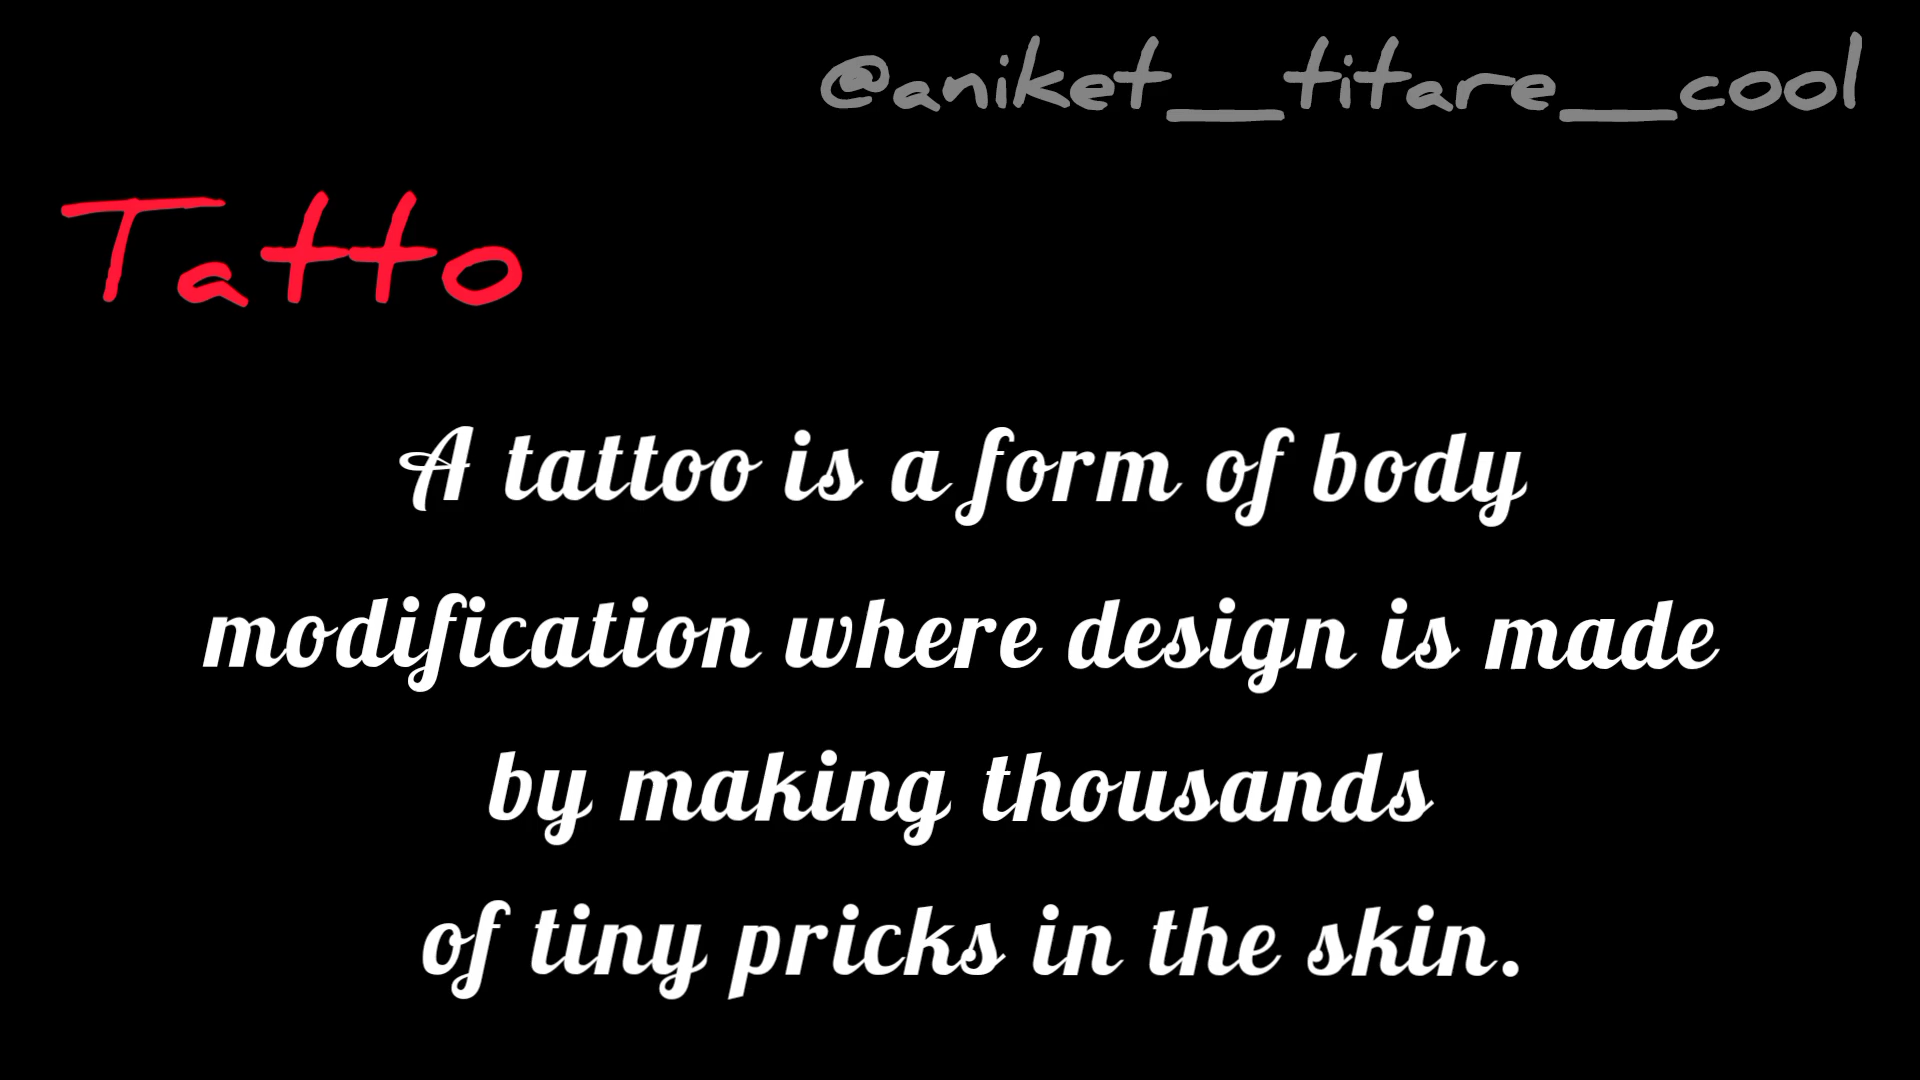 @aniket__titare__cool
Tatto
A tattoo is a form of body
modification where design is made
by making thousands
of tiny pricks in the skin.